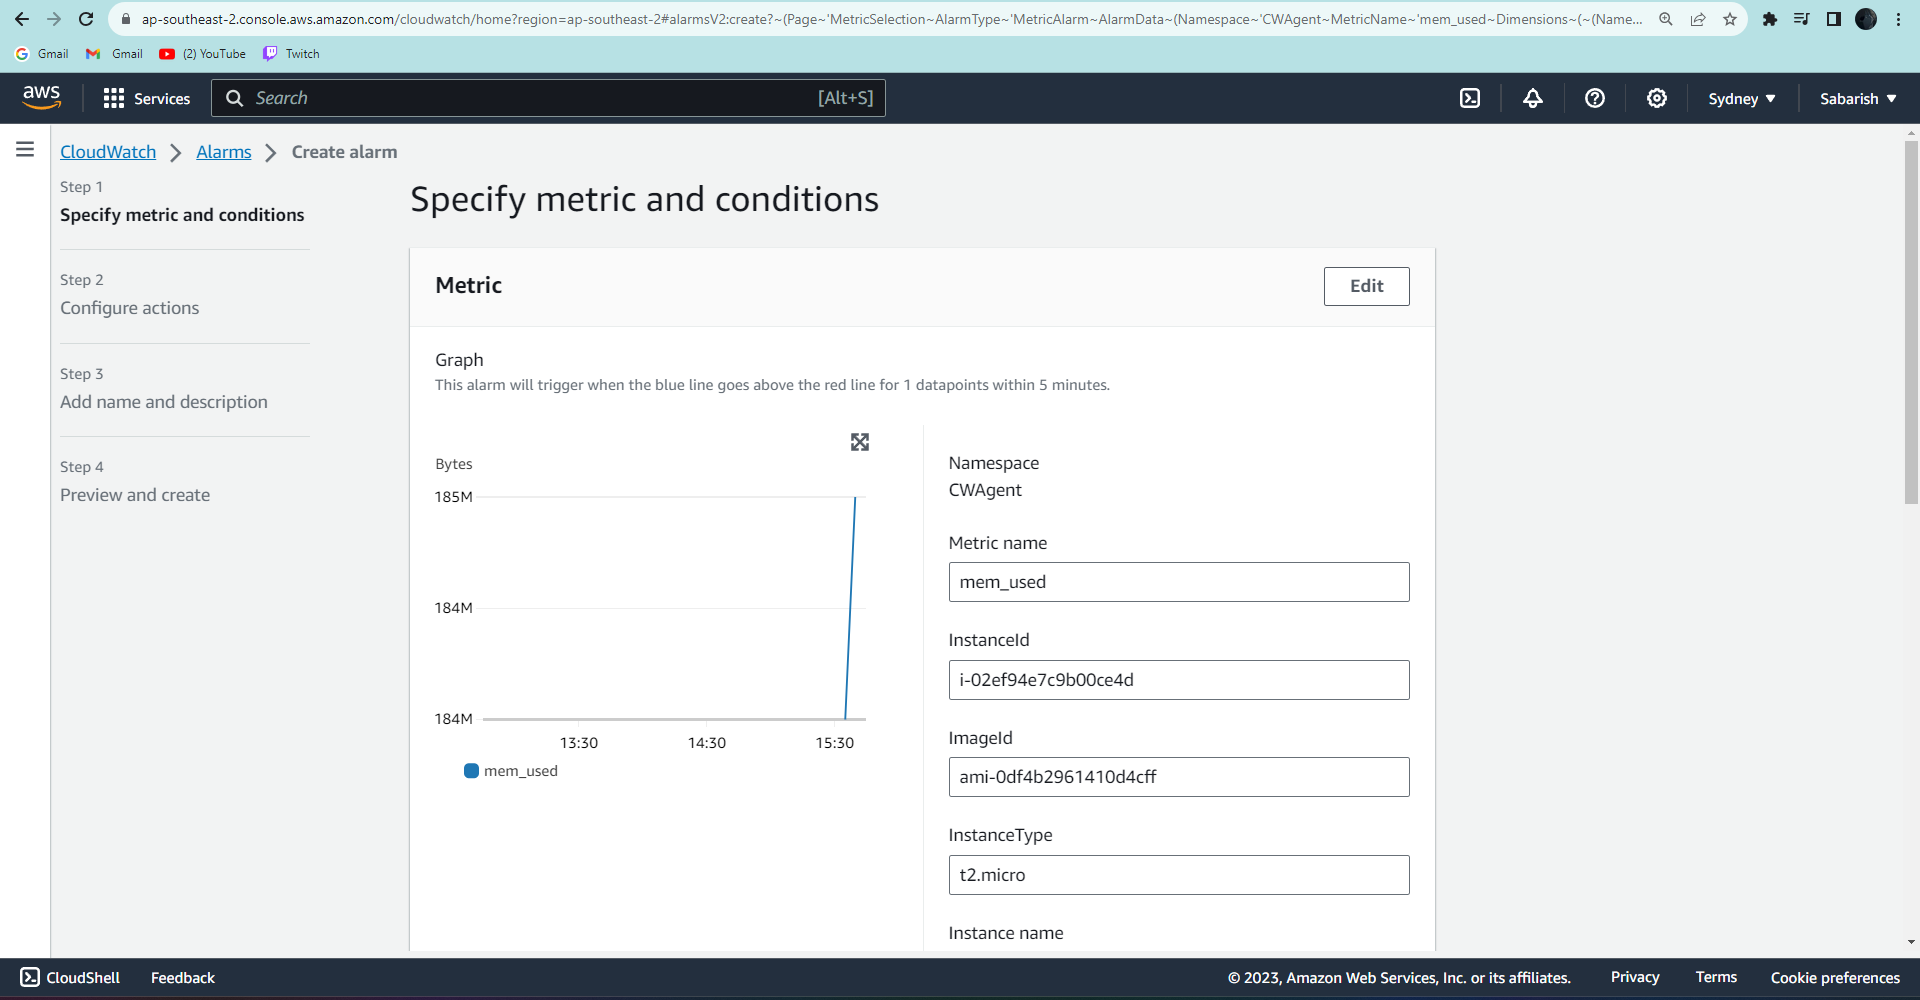 ap-southeast-2.console.aws.amazon.com/cloudwatch/home?region=ap-southeast-2#alarmsV2:create?~(Page~'MetricSelection~AlarmType~'MetricAlarm~AlarmData~(Namespace~'CWAgent~MetricName~'mem_used~Dimensions~(~(Name...
Gmail
Gmail
(2) YouTube
Twitch
aws
Services
Search
[Alt+S]
Sydney
Sabarish
CloudWatch
Alarms
Create alarm
Step 1
Specify metric and conditions
Step 2
Configure actions
Step 3
Add name and description
Step 4
Preview and create
Specify metric and conditions
Metric
Edit
Graph
This alarm will trigger when the blue line goes above the red line for 1 datapoints within 5 minutes.
Bytes
185M
184M
184M
13:30
14:30
15:30
mem_used
Namespace
CWAgent
Metric name
mem_used
InstanceId
i-02ef94e7c9b00ce4d
ImageId
ami-0df4b2961410d4cff
InstanceType
t2.micro
Instance name
CloudShell
Feedback
© 2023, Amazon Web Services, Inc. or its affiliates.
Privacy
Terms
Cookie preferences